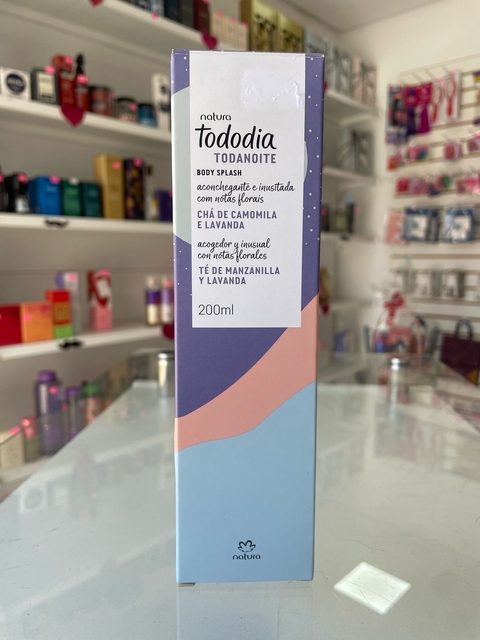 natura
tododia
TODANOITE
BODY SPLASH
aconchegante e inusitada
com notas florais
CHÁ DE CAMOMILA
E LAVANDA
acogedor y inusual
con notas florales
TÉ DE MANZANILLA
Y LAVANDA
200ml
natura